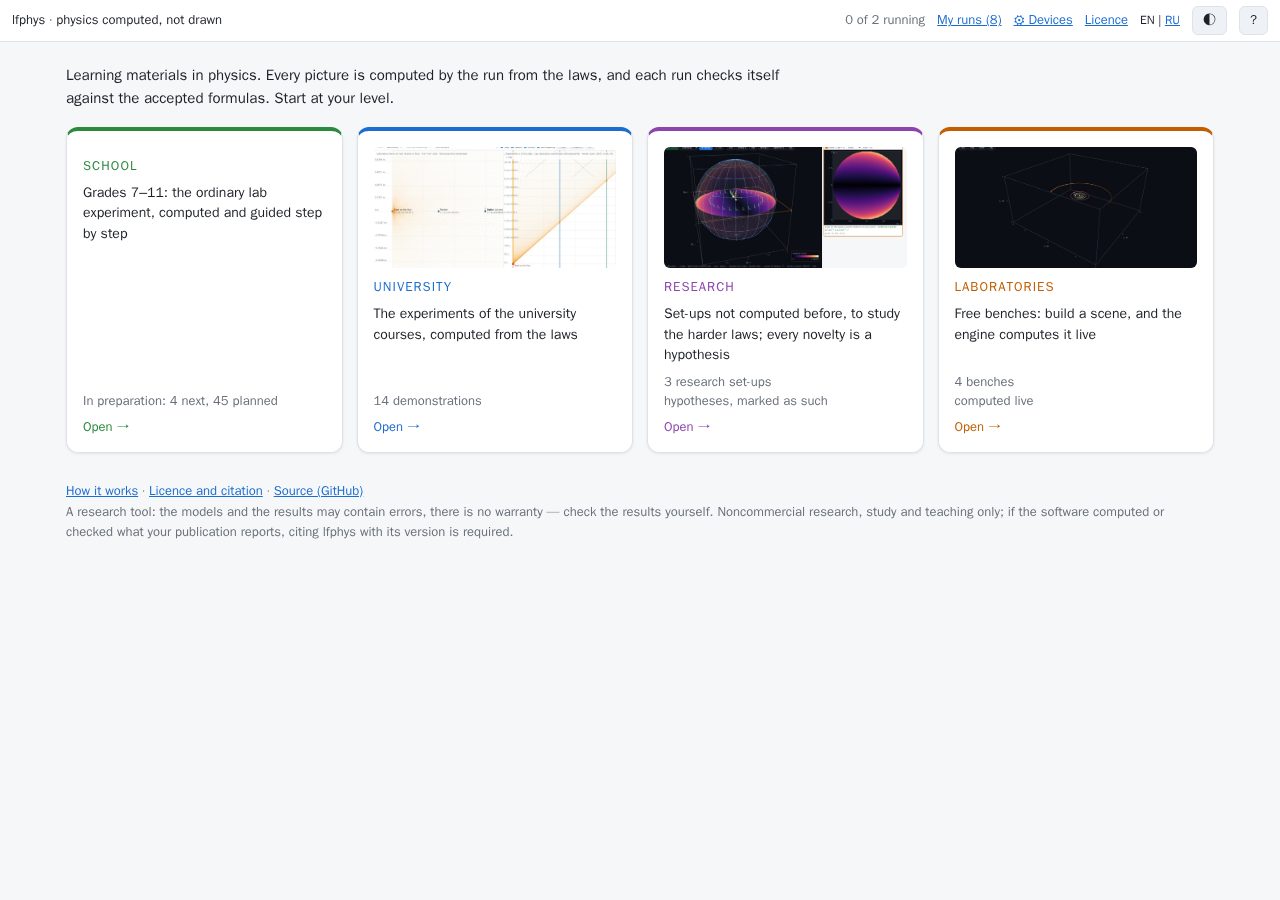 lfphys · physics computed, not drawn
0 of 2 running My runs (8) ⚙ Devices Licence EN | RU ?
Learning materials in physics. Every picture is computed by the run from the laws, and each run checks itself
against the accepted formulas. Start at your level.
SCHOOL
Grades 7–11: the ordinary lab
experiment, computed and guided step
by step
In preparation: 4 next, 45 planned
Open →
UNIVERSITY
The experiments of the university
courses, computed from the laws
14 demonstrations
Open →
RESEARCH
Set-ups not computed before, to study
the harder laws; every novelty is a
hypothesis
3 research set-ups
hypotheses, marked as such
Open →
LABORATORIES
Free benches: build a scene, and the
engine computes it live
4 benches
computed live
Open →
How it works · Licence and citation · Source (GitHub)
A research tool: the models and the results may contain errors, there is no warranty — check the results yourself. Noncommercial research, study and teaching only; if the software computed or
checked what your publication reports, citing lfphys with its version is required.